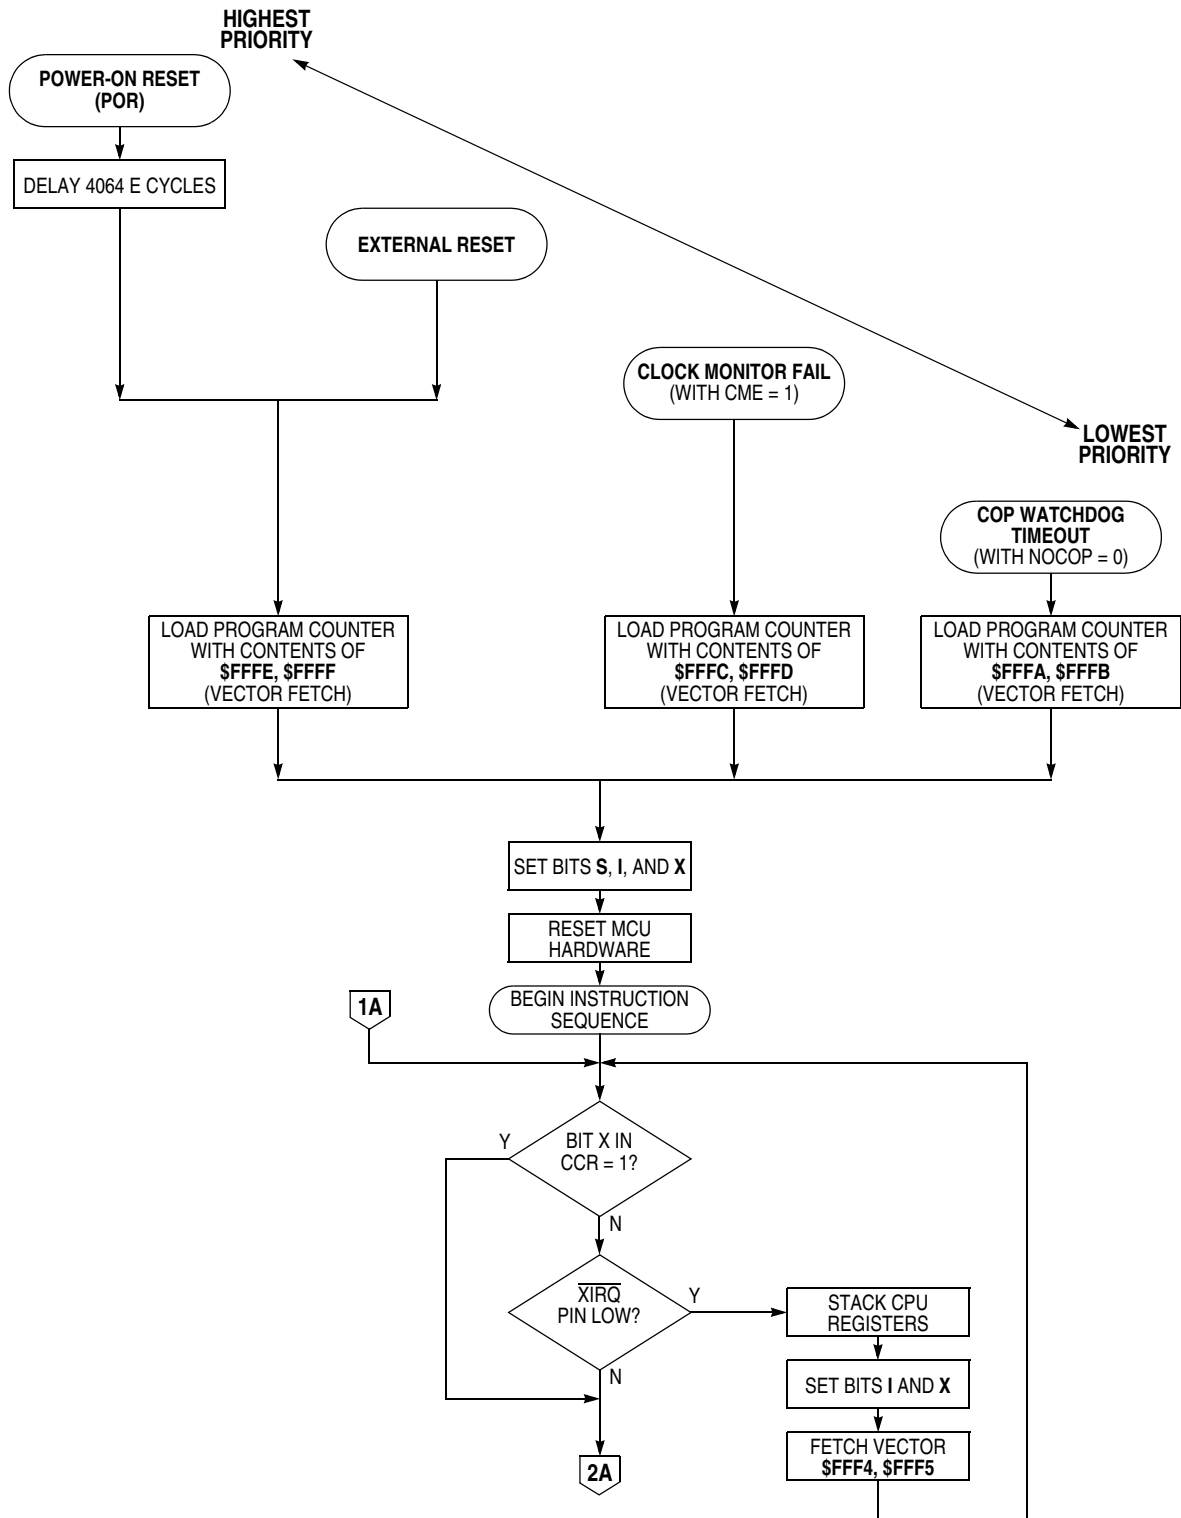 HIGHEST
PRIORITY
POWER-ON RESET
(POR)
DELAY 4064 E CYCLES
EXTERNAL RESET
CLOCK MONITOR FAIL
(WITH CME = 1)
LOWEST
PRIORITY
COP WATCHDOG
TIMEOUT
(WITH NOCOP = 0)
LOAD PROGRAM COUNTER
WITH CONTENTS OF
$FFFE, $FFFF
(VECTOR FETCH)
LOAD PROGRAM COUNTER
WITH CONTENTS OF
$FFFC, $FFFD
(VECTOR FETCH)
LOAD PROGRAM COUNTER
WITH CONTENTS OF
$FFFA, $FFFB
(VECTOR FETCH)
SET BITS S, I, AND X
RESET MCU
HARDWARE
BEGIN INSTRUCTION
SEQUENCE
1A
BIT X IN
CCR = 1?
Y
N
XIRQ
PIN LOW?
Y
N
STACK CPU
REGISTERS
SET BITS I AND X
FETCH VECTOR
$FFF4, $FFF5
2A